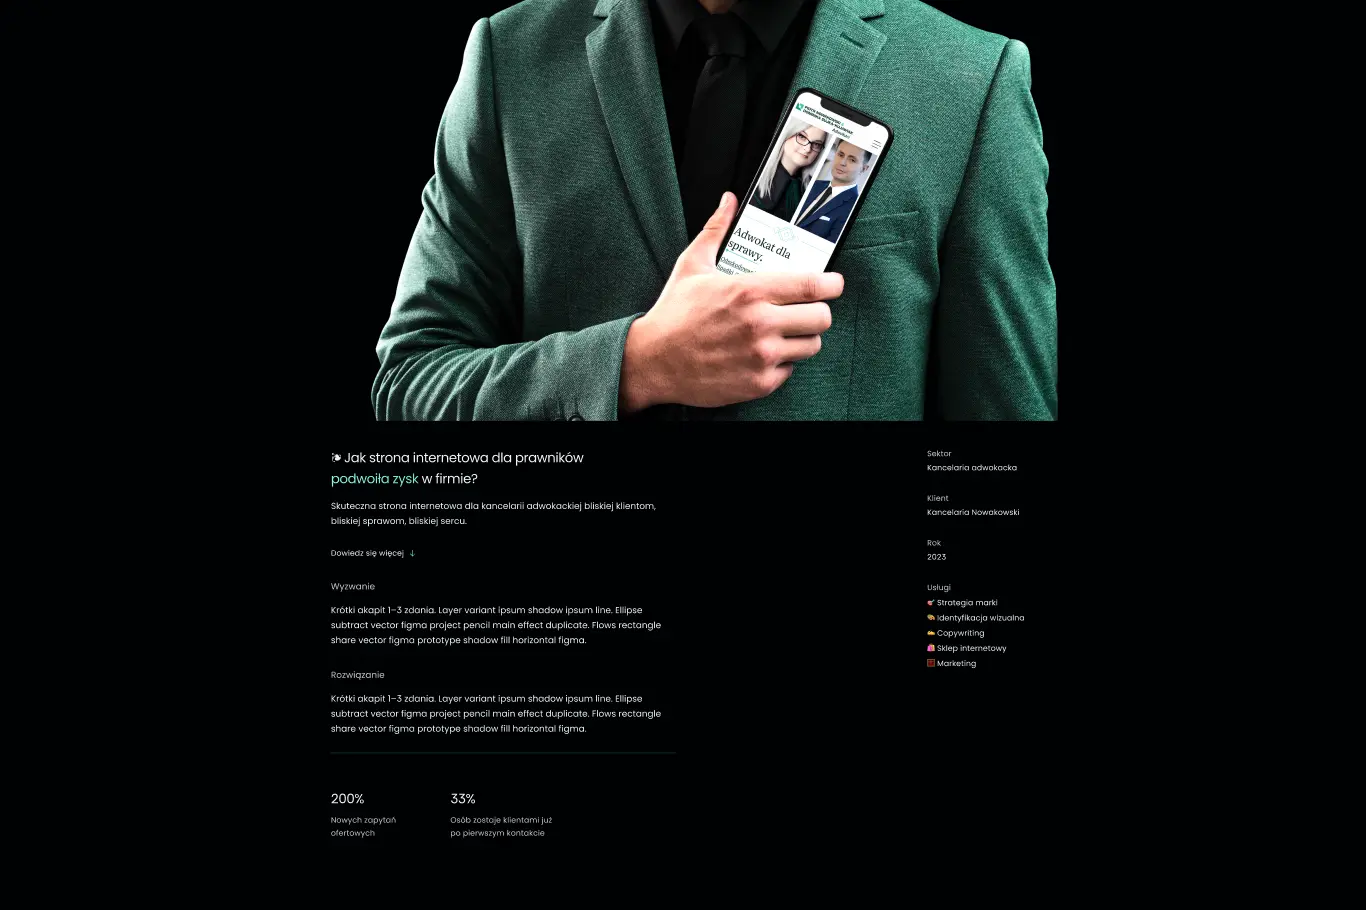 Adwokat dla
sprawy.
Jak strona internetowa dla prawników
podwoiła zysk w firmie?
Skuteczna strona internetowa dla kancelarii adwokackiej bliskiej klientom,
bliskiej sprawom, bliskiej sercu.
Dowiedz się więcej ↓
Wyzwanie
Krótki akapit 1–3 zdania. Layer variant ipsum shadow ipsum line. Ellipse
subtract vector figma project pencil main effect duplicate. Flows rectangle
share vector figma prototype shadow fill horizontal figma.
Rozwiązanie
Krótki akapit 1–3 zdania. Layer variant ipsum shadow ipsum line. Ellipse
subtract vector figma project pencil main effect duplicate. Flows rectangle
share vector figma prototype shadow fill horizontal figma.
200%
Nowych zapytań
ofertowych
33%
Osób zostaje klientami już
po pierwszym kontakcie
Sektor
Kancelaria adwokacka
Klient
Kancelaria Nowakowski
Rok
2023
Usługi
Strategia marki
Identyfikacja wizualna
Copywriting
Sklep internetowy
Marketing